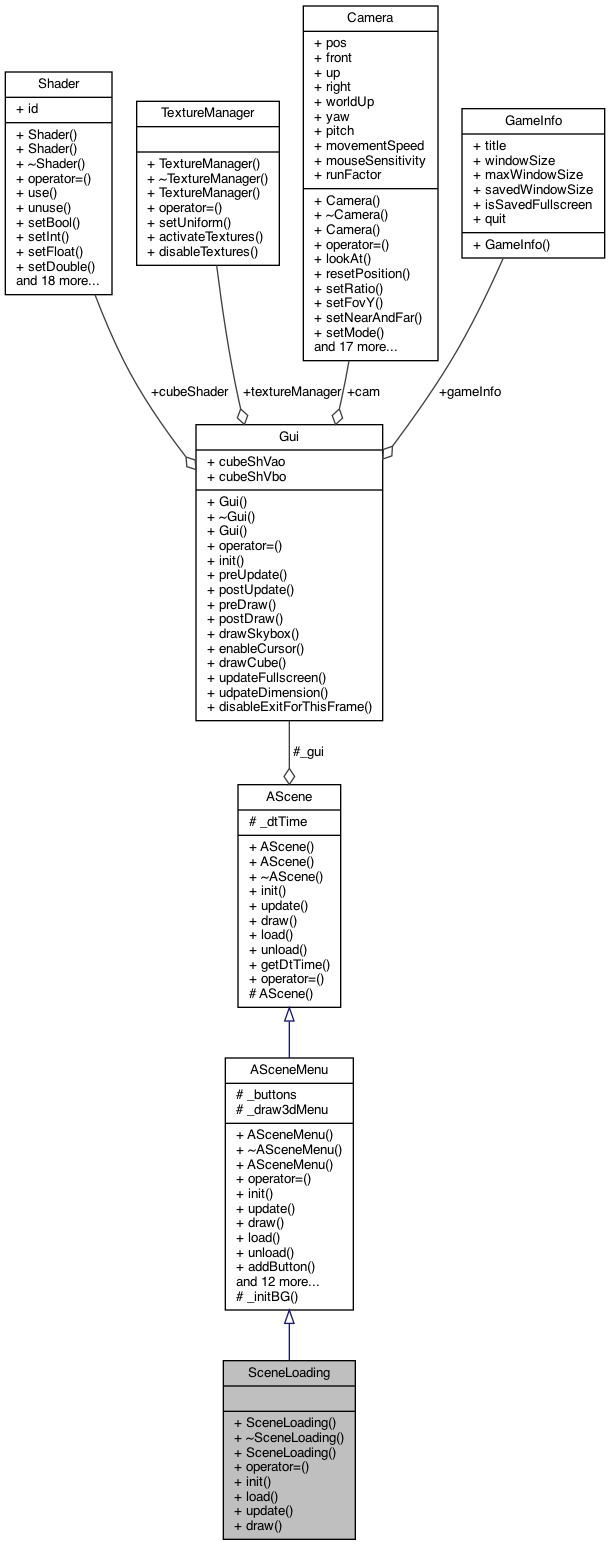 Shader
+ id
+ Shader()
+ Shader()
+ ~Shader()
+ operator=()
+ use()
+ unuse()
+ setBool()
+ setInt()
+ setFloat()
+ setDouble()
and 18 more...
TextureManager
+ TextureManager()
+ ~TextureManager()
+ TextureManager()
+ operator=()
+ setUniform()
+ activateTextures()
+ disableTextures()
Camera
+ pos
+ front
+ up
+ right
+ worldUp
+ yaw
+ pitch
+ movementSpeed
+ mouseSensitivity
+ runFactor
+ Camera()
+ ~Camera()
+ Camera()
+ operator=()
+ lookAt()
+ resetPosition()
+ setRatio()
+ setFovY()
+ setNearAndFar()
+ setMode()
and 17 more...
GameInfo
+ title
+ windowSize
+ maxWindowSize
+ savedWindowSize
+ isSavedFullscreen
+ quit
+ GameInfo()
+cubeShader
+textureManager
+cam
+gameInfo
Gui
+ cubeShVao
+ cubeShVbo
+ Gui()
+ ~Gui()
+ Gui()
+ operator=()
+ init()
+ preUpdate()
+ postUpdate()
+ preDraw()
+ postDraw()
+ drawSkybox()
+ enableCursor()
+ drawCube()
+ updateFullscreen()
+ udpateDimension()
+ disableExitForThisFrame()
#_gui
AScene
# _dtTime
+ AScene()
+ AScene()
+ ~AScene()
+ init()
+ update()
+ draw()
+ load()
+ unload()
+ getDtTime()
+ operator=()
# AScene()
ASceneMenu
# _buttons
# _draw3dMenu
+ ASceneMenu()
+ ~ASceneMenu()
+ ASceneMenu()
+ operator=()
+ init()
+ update()
+ draw()
+ load()
+ unload()
+ addButton()
and 12 more...
# _initBG()
SceneLoading
+ SceneLoading()
+ ~SceneLoading()
+ SceneLoading()
+ operator=()
+ init()
+ load()
+ update()
+ draw()